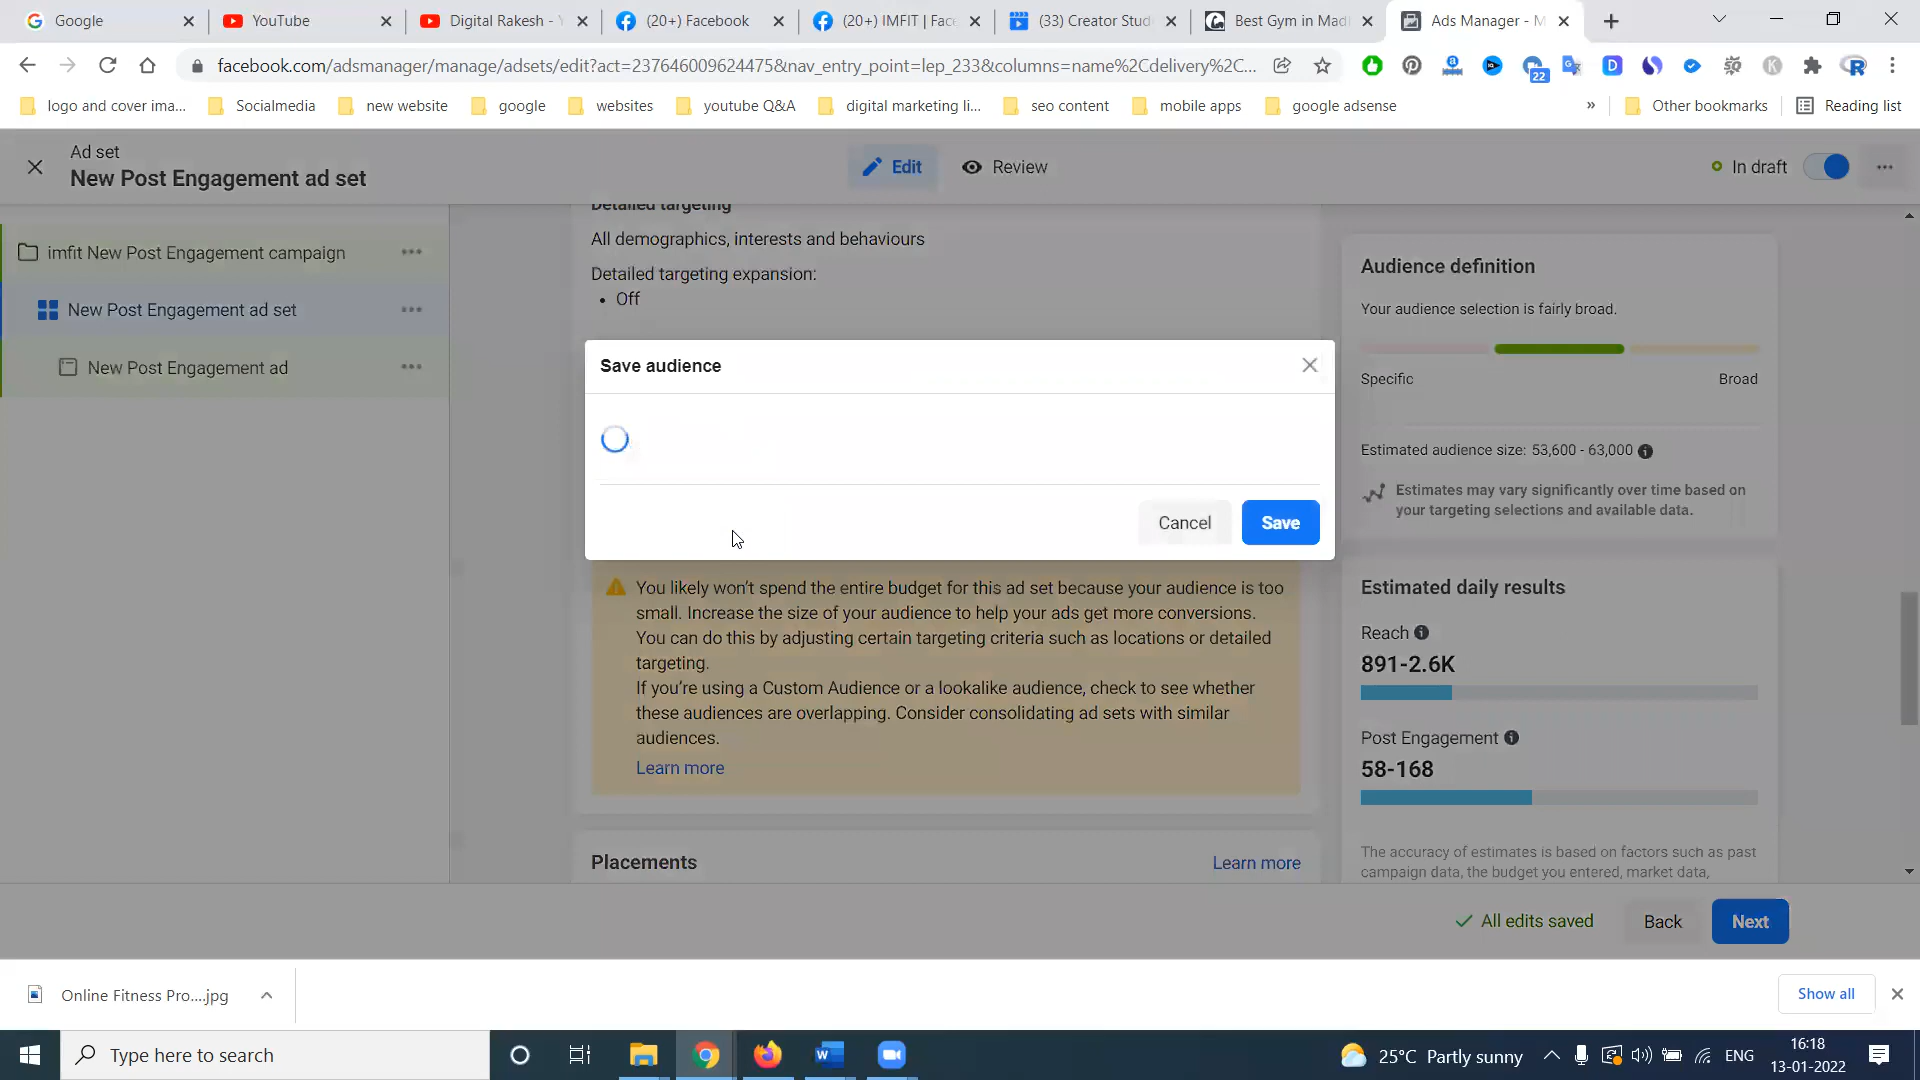 Google
YouTube
Digital Rakesh - Y
(20+) Facebook
(20+) IMFIT | Face
(33) Creator Stud
Best Gym in Madh
Ads Manager - M
facebook.com/adsmanager/manage/adsets/edit?act=237646009624475&nav_entry_point=lep_233&columns=name%2Cdelivery%2C...
22
logo and cover ima...
Socialmedia
new website
google
websites
youtube Q&A
digital marketing li...
seo content
mobile apps
google adsense
»
Other bookmarks
Reading list
Ad set
New Post Engagement ad set
Edit
Review
In draft
imfit New Post Engagement campaign
New Post Engagement ad set
New Post Engagement ad
Detailed targeting
All demographics, interests and behaviours
Detailed targeting expansion:
• Off
Save audience
Cancel
Save
You likely won't spend the entire budget for this ad set because your audience is too
small. Increase the size of your audience to help your ads get more conversions.
You can do this by adjusting certain targeting criteria such as locations or detailed
targeting.
If you're using a Custom Audience or a lookalike audience, check to see whether
these audiences are overlapping. Consider consolidating ad sets with similar
audiences.
Learn more
Placements
Learn more
Audience definition
Your audience selection is fairly broad.
Specific
Broad
Estimated audience size: 53,600 - 63,000
Estimates may vary significantly over time based on
your targeting selections and available data.
Estimated daily results
Reach
891-2.6K
Post Engagement
58-168
The accuracy of estimates is based on factors such as past
campaign data, the budget you entered, market data,
All edits saved
Back
Next
Online Fitness Pro....jpg
Show all
Type here to search
25°C Partly sunny
ENG
16:18
13-01-2022